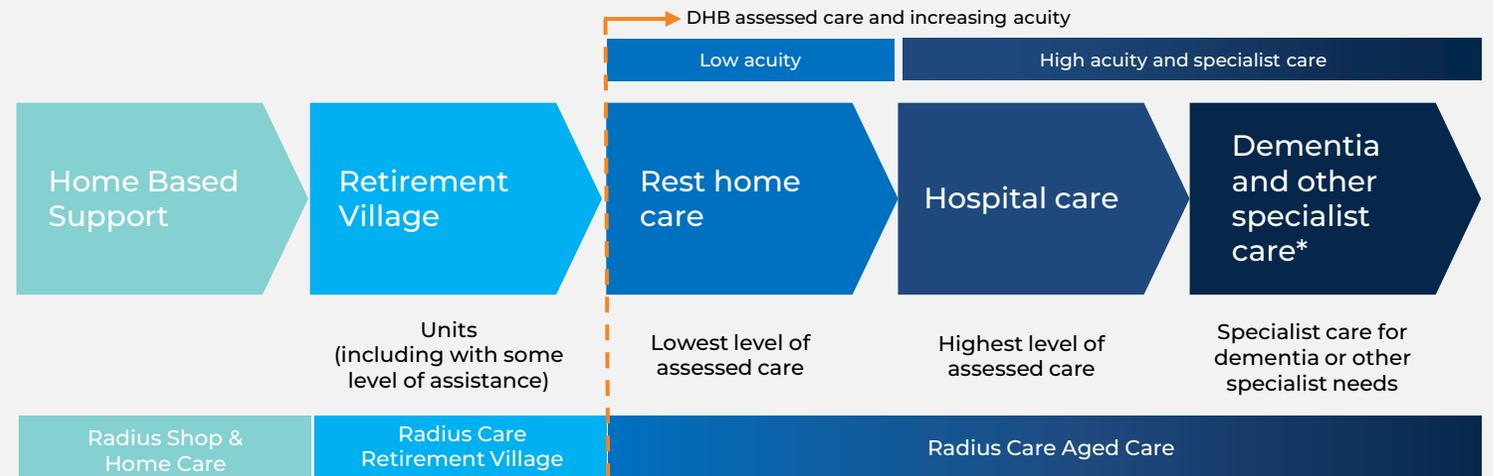 DHB assessed care and increasing acuity
Low acuity
High acuity and specialist care
Home Based
Support
Retirement
Village
Rest home
care
Hospital care
Dementia
and other
specialist
care*
Units
(including with some
level of assistance)
Lowest level of
assessed care
Highest level of
assessed care
Specialist care for
dementia or other
specialist needs
Radius Shop &
Home Care
Radius Care
Retirement Village
Radius Care Aged Care